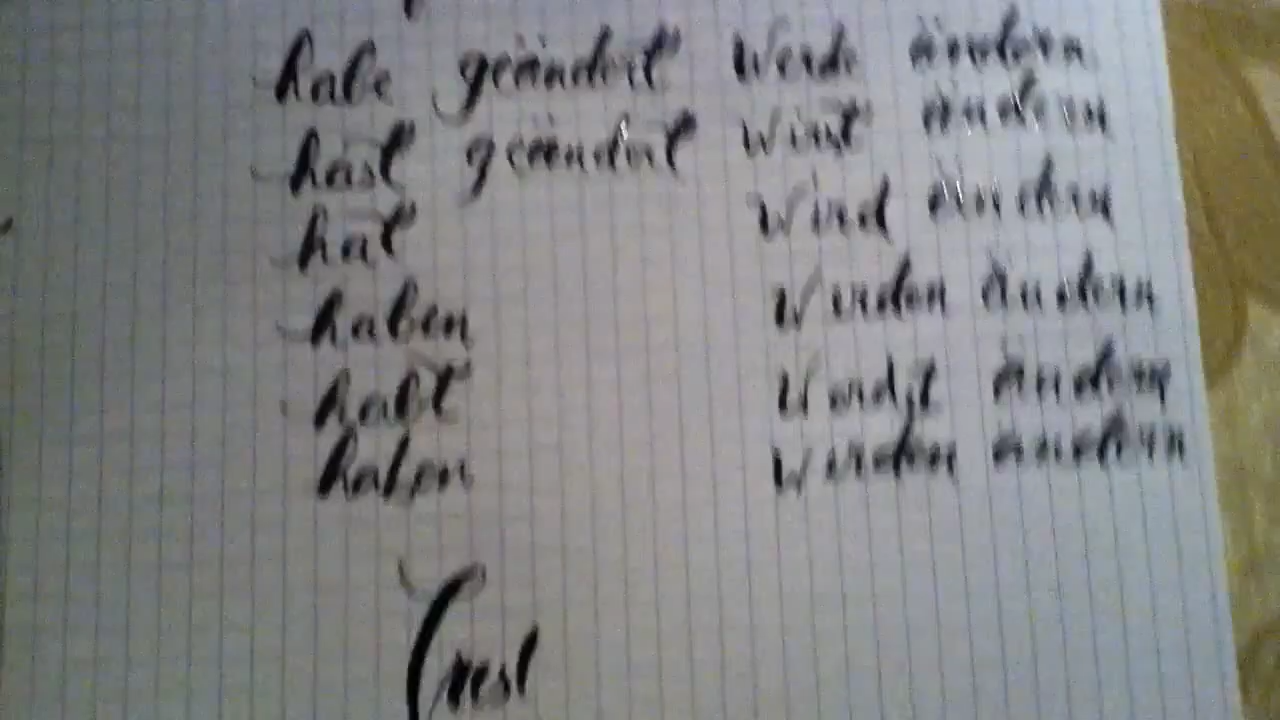 habe geändert werde ändern
hast geändert wirst ändern
hat wird ändern
haben werden ändern
habt werdet ändern
haben werden ändern